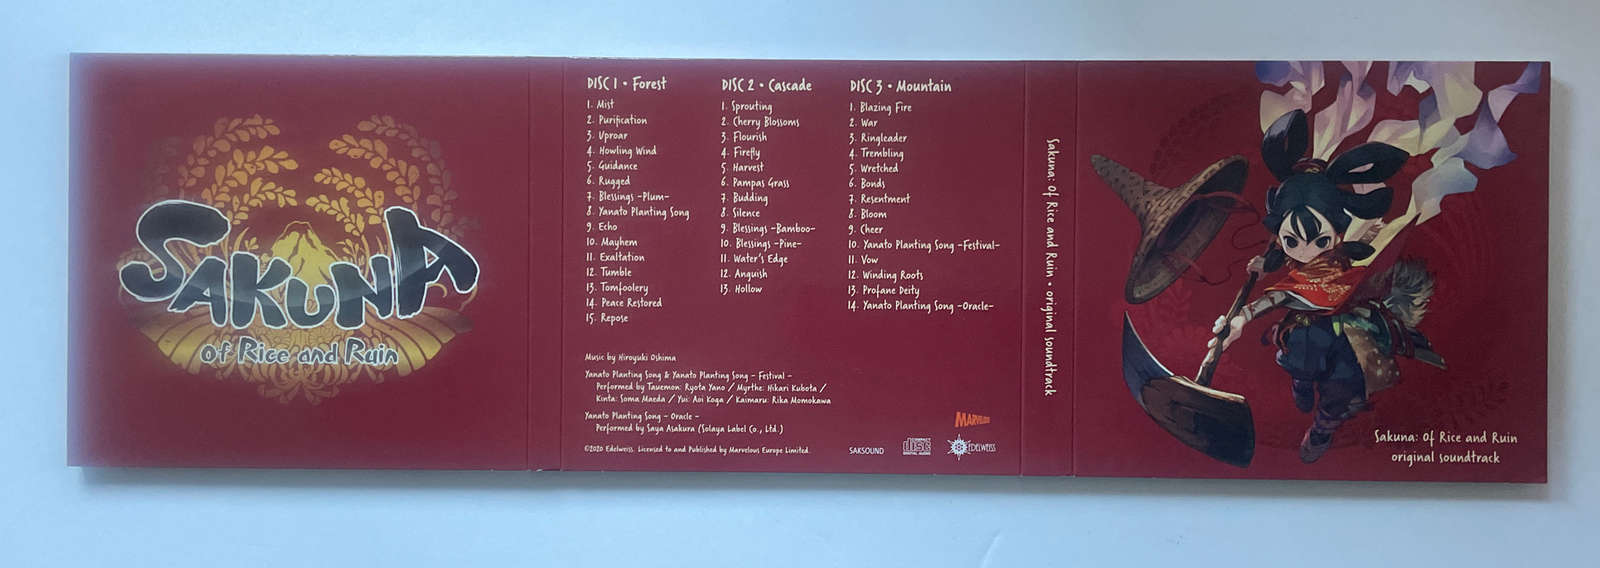 SAKUNA
of Rice and Ruin
DISC 1 • Forest
1. Mist
2. Purification
3. Uproar
4. Howling Wind
5. Guidance
6. Rugged
7. Blessings -Plum-
8. Yanato Planting Song
9. Echo
10. Mayhem
11. Exaltation
12. Tumble
13. Tomfoolery
14. Peace Restored
15. Repose
DISC 2 • Cascade
1. Sprouting
2. Cherry Blossoms
3. Flourish
4. Firefly
5. Harvest
6. Pampas Grass
7. Budding
8. Silence
9. Blessings -Bamboo-
10. Blessings -Pine-
11. Water's Edge
12. Anguish
13. Hollow
DISC 3 • Mountain
1. Blazing Fire
2. War
3. Ringleader
4. Trembling
5. Wretched
6. Bonds
7. Resentment
8. Bloom
9. Cheer
10. Yanato Planting Song -Festival-
11. Vow
12. Winding Roots
13. Profane Deity
14. Yanato Planting Song -Oracle-
Music by Hiroyuki Oshima
Yanato Planting Song & Yanato Planting Song - Festival -
Performed by Tauemon: Ryota Yano / Myrthe: Hikari Kubota /
Kinta: Soma Maeda / Yui: Aoi Koga / Kaimaru: Rika Momokawa
Yanato Planting Song - Oracle -
Performed by Saya Asakura (Solaya Label Co., Ltd.)
©2020 Edelweiss. Licensed to and Published by Marvelous Europe Limited.
SAKSOUND
COMPACT
disc
DIGITAL AUDIO
MARVELOUS
EDELWEISS
Sakuna: Of Rice and Ruin • original soundtrack
Sakuna: Of Rice and Ruin
original soundtrack